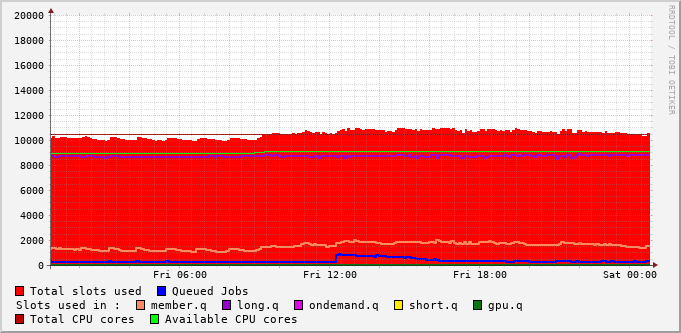 RRDTOOL / TOBI OETIKER
20000
18000
16000
14000
12000
10000
8000
6000
4000
2000
0
Fri 06:00 Fri 12:00 Fri 18:00 Sat 00:00
Total slots used Queued Jobs
Slots used in : member.q long.q ondemand.q short.q gpu.q
Total CPU cores Available CPU cores